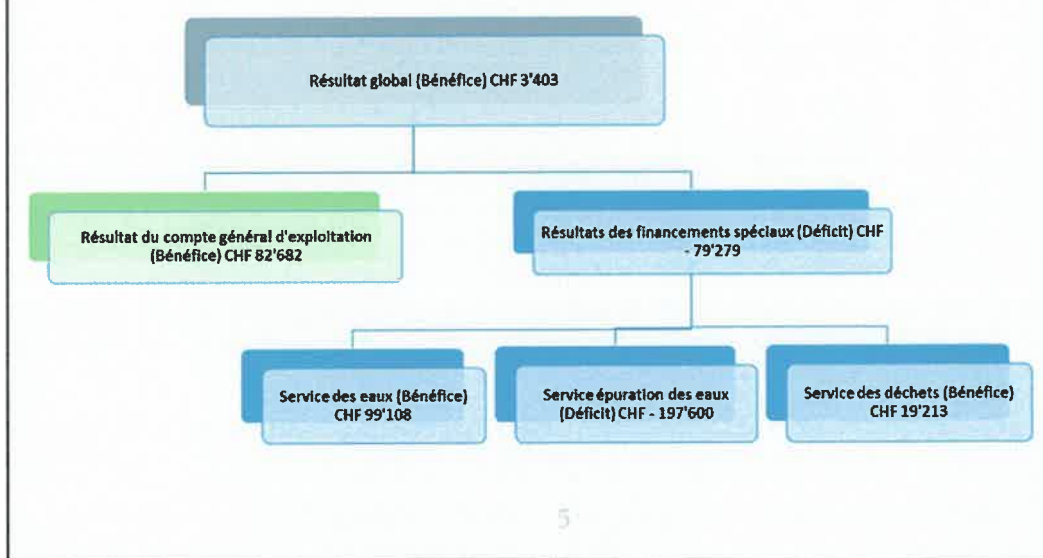 Résultat global (Bénéfice) CHF 3'403
Résultat du compte général d'exploitation
(Bénéfice) CHF 82'682
Résultats des financements spéciaux (Déficit) CHF
- 79'279
Service des eaux (Bénéfice)
CHF 99'108
Service épuration des eaux
(Déficit) CHF - 197'600
Service des déchets (Bénéfice)
CHF 19'213
5